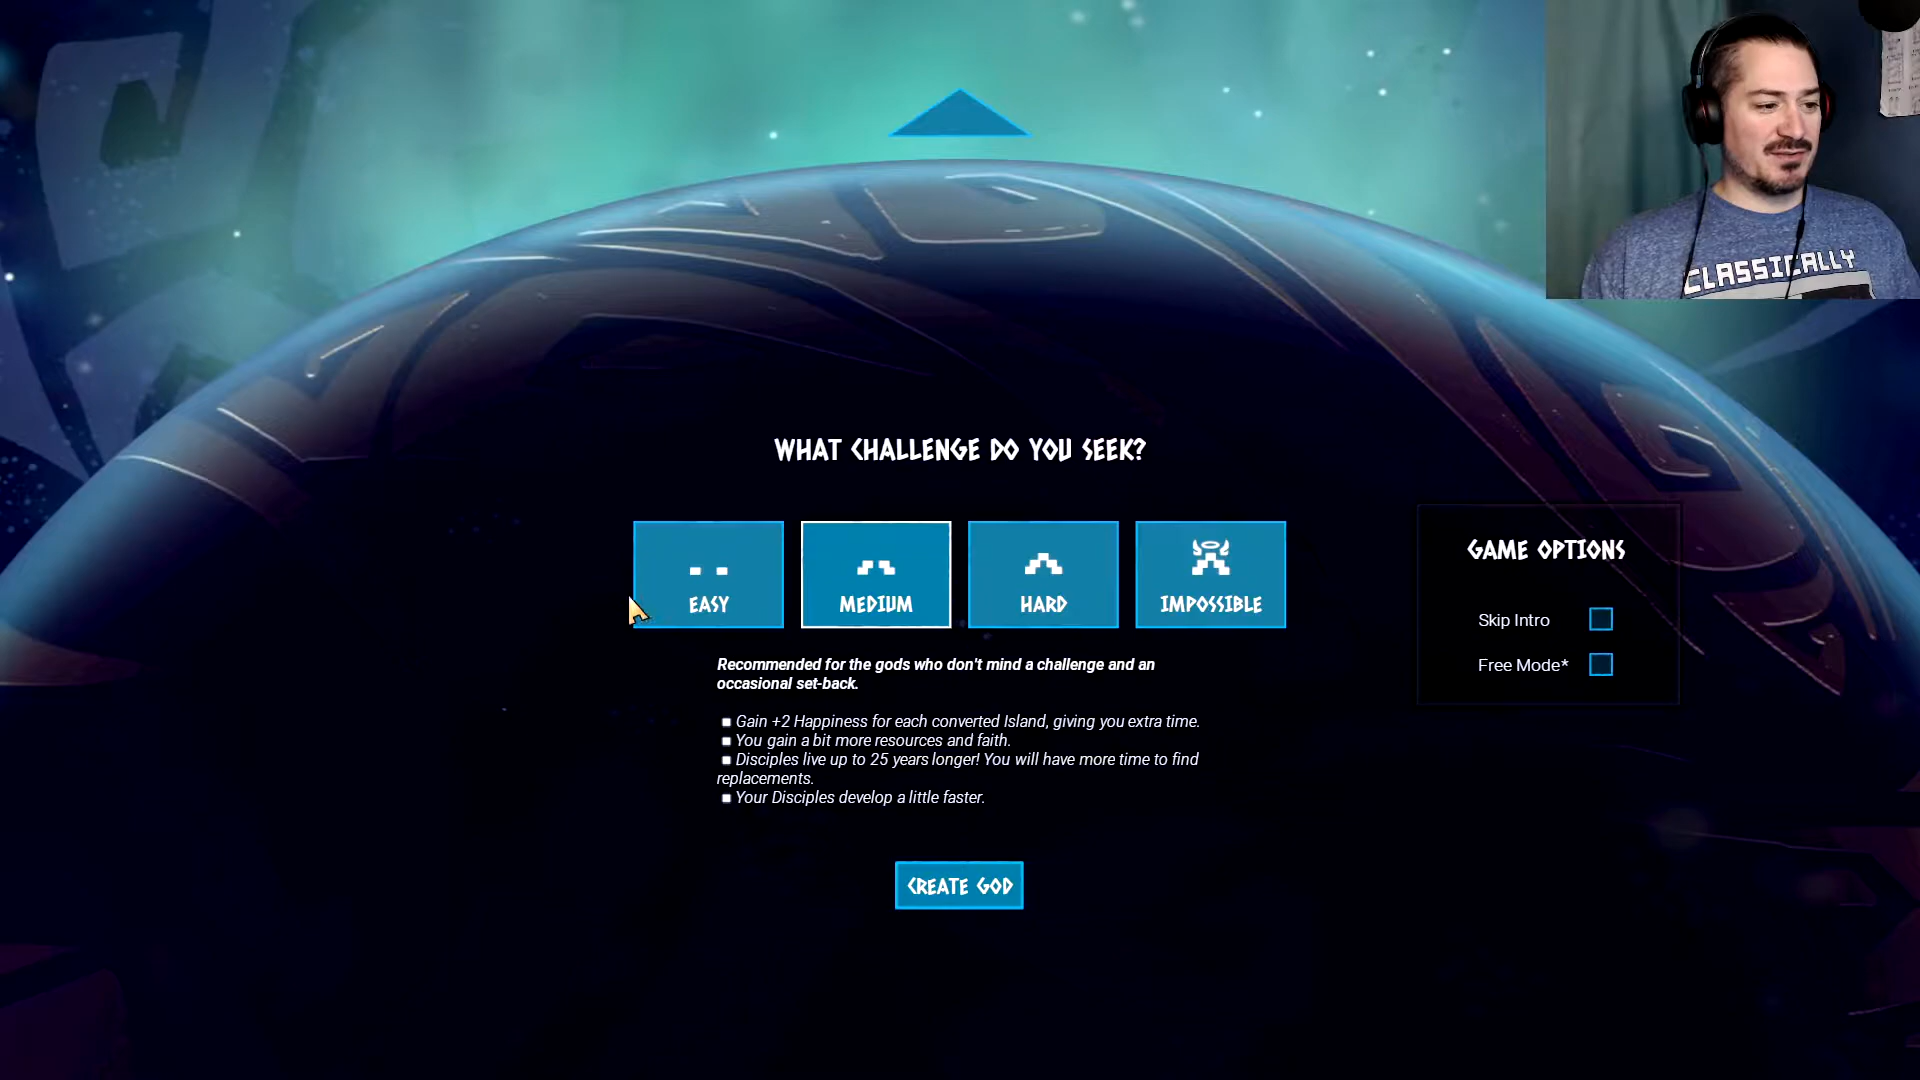 CLASSICALLY
WHAT CHALLENGE DO YOU SEEK?
EASY
MEDIUM
HARD
IMPOSSIBLE
Recommended for the gods who don't mind a challenge and an
occasional set-back.
Gain +2 Happiness for each converted Island, giving you extra time.
You gain a bit more resources and faith.
Disciples live up to 25 years longer! You will have more time to find
replacements.
Your Disciples develop a little faster.
CREATE GOD
GAME OPTIONS
Skip Intro
Free Mode*